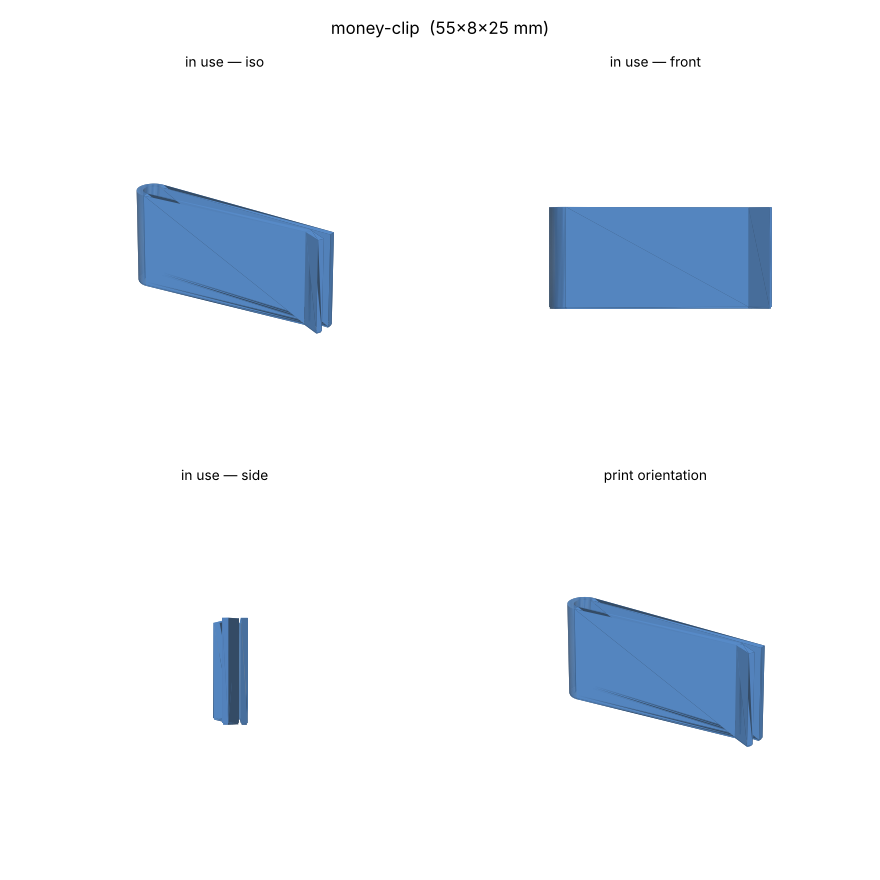 money-clip  (55×8×25 mm)
in use — iso
in use — front
in use — side
print orientation